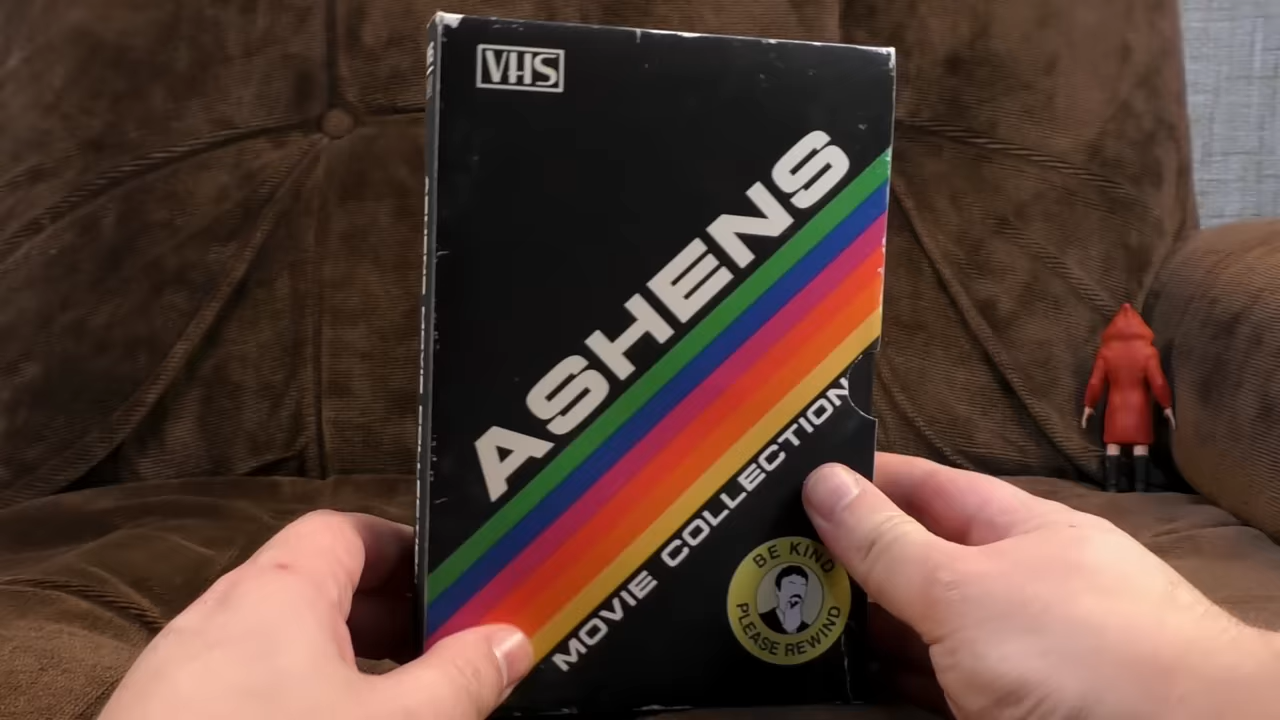 VHS
ASHENS
MOVIE COLLECTION
BE KIND
PLEASE REWIND